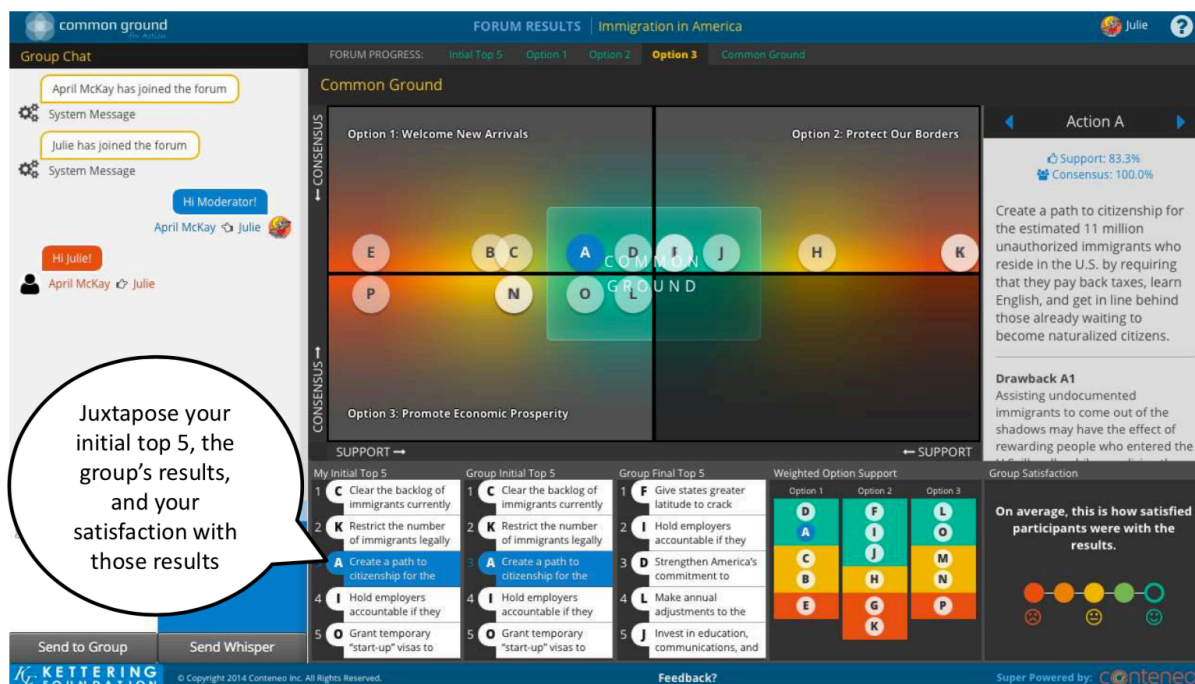 common ground
for Action
FORUM RESULTS | Immigration in America
Julie
?
Group Chat
FORUM PROGRESS: Intial Top 5 Option 1 Option 2 Option 3 Common Ground
April McKay has joined the forum
System Message
Julie has joined the forum
System Message
Hi Moderator!
April McKay Julie
Hi Julie!
April McKay Julie
Common Ground
← CONSENSUS
Option 1: Welcome New Arrivals
Option 2: Protect Our Borders
E B C A D I J H K
COMMON
GROUND
P N O L
CONSENSUS →
Option 3: Promote Economic Prosperity
SUPPORT →
← SUPPORT
Action A
Support: 83.3%
Consensus: 100.0%
Create a path to citizenship for
the estimated 11 million
unauthorized immigrants who
reside in the U.S. by requiring
that they pay back taxes, learn
English, and get in line behind
those already waiting to
become naturalized citizens.
Drawback A1
Assisting undocumented
immigrants to come out of the
shadows may have the effect of
rewarding people who entered the
Juxtapose your
initial top 5, the
group's results,
and your
satisfaction with
those results
My Initial Top 5
1 C Clear the backlog of
immigrants currently
2 K Restrict the number
of immigrants legally
A Create a path to
citizenship for the
4 I Hold employers
accountable if they
5 O Grant temporary
"start-up" visas to
Group Initial Top 5
1 C Clear the backlog of
immigrants currently
2 K Restrict the number
of immigrants legally
3 A Create a path to
citizenship for the
4 I Hold employers
accountable if they
5 O Grant temporary
"start-up" visas to
Group Final Top 5
1 F Give states greater
latitude to crack
2 I Hold employers
accountable if they
3 D Strengthen America's
commitment to
4 L Make annual
adjustments to the
5 J Invest in education,
communications, and
Weighted Option Support
Option 1 Option 2 Option 3
D F L
A I O
J
C M
B H N
E G P
K
Group Satisfaction
On average, this is how satisfied
participants were with the
results.
Send to Group
Send Whisper
KETTERING
FOUNDATION
© Copyright 2014 Conteneo Inc. All Rights Reserved.
Feedback?
Super Powered by: conteneo